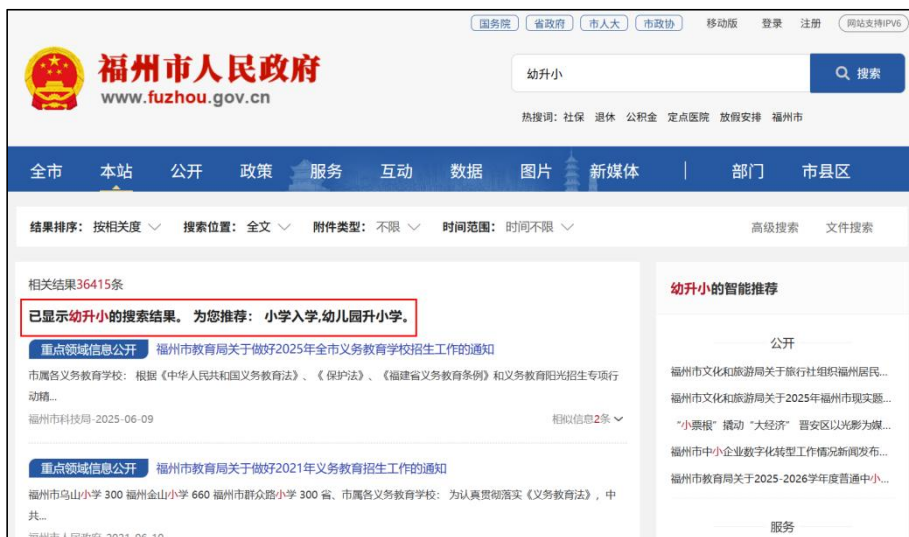 国务院 省政府 市人大 市政协 移动版 登录 注册 网站支持IPV6
福州市人民政府
www.fuzhou.gov.cn
幼升小 搜索
热搜词：社保 退休 公积金 定点医院 放假安排 福州市
全市 本站 公开 政策 服务 互动 数据 图片 新媒体 | 部门 市县区
结果排序： 按相关度 搜索位置： 全文 附件类型： 不限 时间范围： 时间不限 高级搜索 文件搜索
相关结果36415条
已显示幼升小的搜索结果。 为您推荐： 小学入学,幼儿园升小学。
重点领域信息公开 福州市教育局关于做好2025年全市义务教育学校招生工作的通知
市属各义务教育学校： 根据《中华人民共和国义务教育法》、《 保护法》、《福建省义务教育条例》和义务教育阳光招生专项行
动精...
福州市科技局-2025-06-09 相似信息2条
重点领域信息公开 福州市教育局关于做好2021年义务教育招生工作的通知
福州市乌山小学 300 福州金山小学 660 福州市群众路小学 300 省、市属各义务教育学校： 为认真贯彻落实《义务教育法》，中
共...
福州市人民政府-2021-06-10
幼升小的智能推荐
公开
福州市文化和旅游局关于旅行社组织福州居民...
福州市文化和旅游局关于2025年福州市现实题...
“小票根”撬动“大经济” 晋安区以光影为媒...
福州市中小企业数字化转型工作情况新闻发布...
福州市教育局关于2025-2026学年度普通中小...
服务